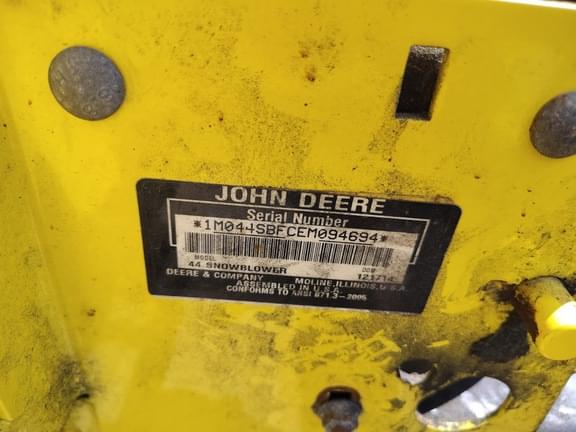 JOHN DEERE
Serial Number
*1M044SBFCEM094694*
MODEL
44 SNOWBLOWER
DEERE & COMPANY MOLINE, ILLINOIS, U.S.A
ASSEMBLED IN U.S.A.
CONFORMS TO ANSI B71.3-2005